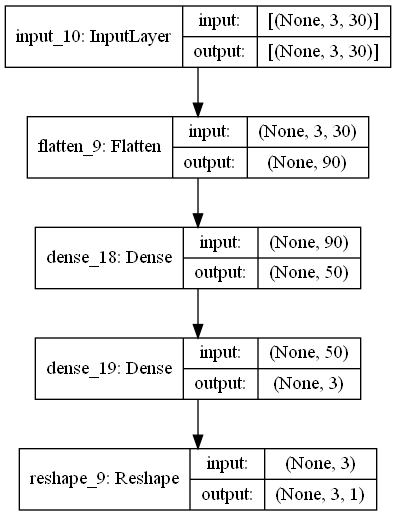 input_10: InputLayer
input:
[(None, 3, 30)]
output:
[(None, 3, 30)]
flatten_9: Flatten
input:
(None, 3, 30)
output:
(None, 90)
dense_18: Dense
input:
(None, 90)
output:
(None, 50)
dense_19: Dense
input:
(None, 50)
output:
(None, 3)
reshape_9: Reshape
input:
(None, 3)
output:
(None, 3, 1)